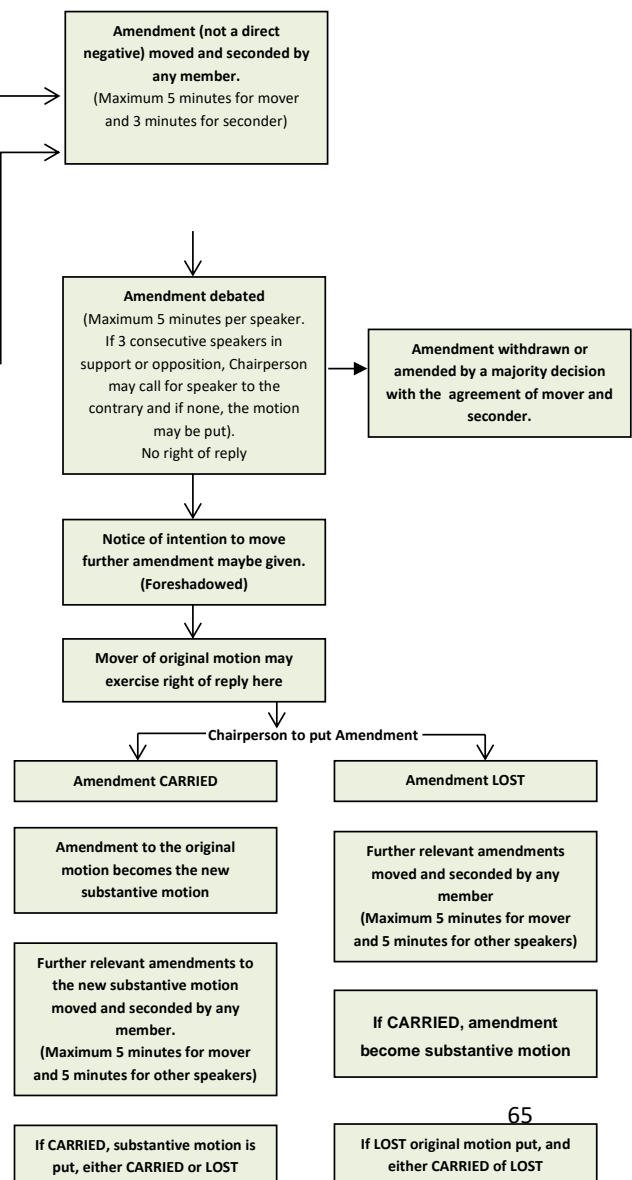 Amendment (not a direct
negative) moved and seconded by
any member.
(Maximum 5 minutes for mover
and 3 minutes for seconder)
Amendment debated
(Maximum 5 minutes per speaker.
If 3 consecutive speakers in
support or opposition, Chairperson
may call for speaker to the
contrary and if none, the motion
may be put).
No right of reply
Amendment withdrawn or
amended by a majority decision
with the agreement of mover and
seconder.
Notice of intention to move
further amendment maybe given.
(Foreshadowed)
Mover of original motion may
exercise right of reply here
Chairperson to put Amendment
Amendment CARRIED
Amendment to the original
motion becomes the new
substantive motion
Further relevant amendments to
the new substantive motion
moved and seconded by any
member.
(Maximum 5 minutes for mover
and 5 minutes for other speakers)
If CARRIED, substantive motion is
put, either CARRIED or LOST
Amendment LOST
Further relevant amendments
moved and seconded by any
member
(Maximum 5 minutes for mover
and 5 minutes for other speakers)
If CARRIED, amendment
become substantive motion
If LOST original motion put, and
either CARRIED of LOST
65